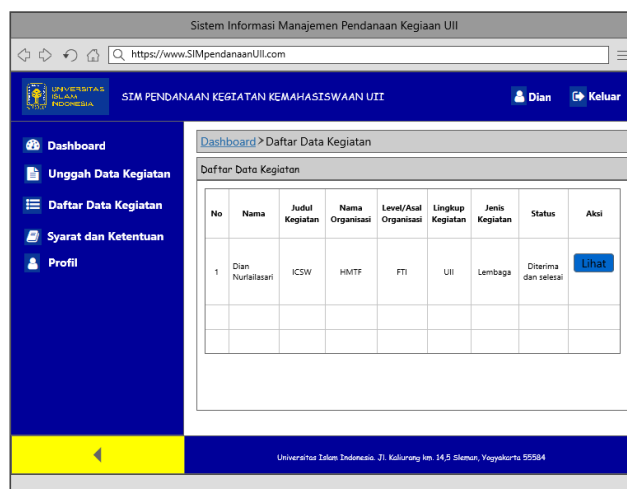 Sistem Informasi Manajemen Pendanaan Kegiaan UII
https://www.SIMpendanaanUII.com
UNIVERSITAS
ISLAM
INDONESIA
SIM PENDANAAN KEGIATAN KEMAHASISWAAN UII
Dian
Keluar
Dashboard
Unggah Data Kegiatan
Daftar Data Kegiatan
Syarat dan Ketentuan
Profil
Dashboard > Daftar Data Kegiatan
Daftar Data Kegiatan
No Nama Judul Kegiatan Nama Organisasi Level/Asal Organisasi Lingkup Kegiatan Jenis Kegiatan Status Aksi
1 Dian Nurlailasari ICSW HMTF FTI UII Lembaga Diterima dan selesai Lihat
Universitas Islam Indonesia. Jl. Kaliurang km. 14,5 Sleman, Yogyakarta 55584